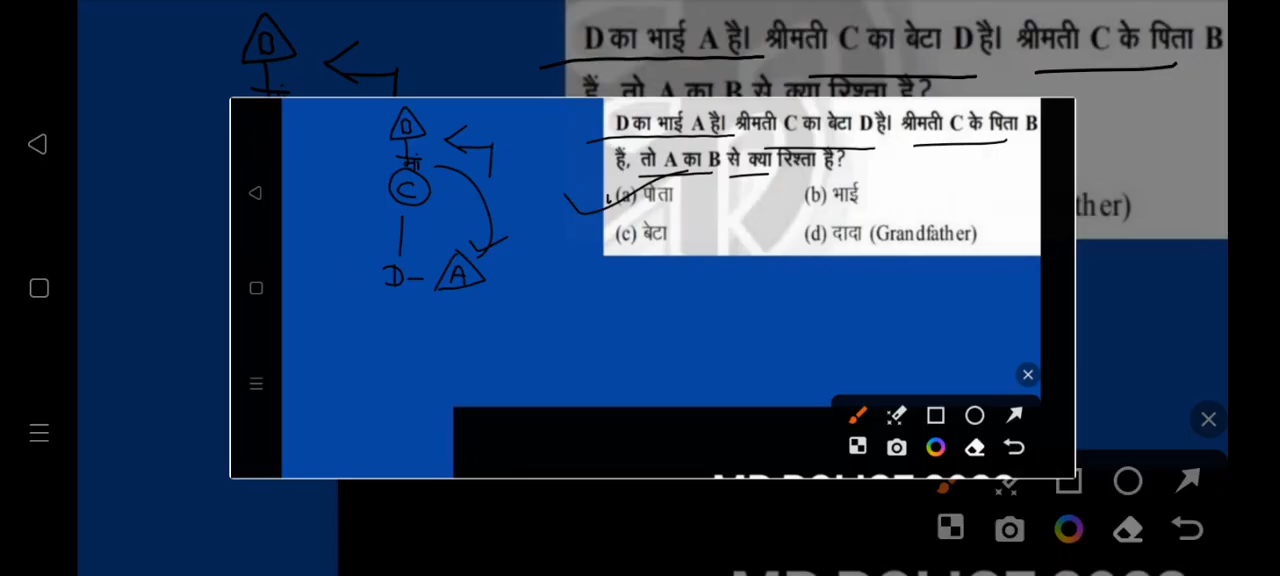 D का भाई A है। श्रीमती C का बेटा D है। श्रीमती C के पिता B
हैं, तो A का B से क्या रिश्ता है?
ther)
D का भाई A है। श्रीमती C का बेटा D है। श्रीमती C के पिता B
हैं, तो A का B से क्या रिश्ता है?
(a) पोता (b) भाई
(c) बेटा (d) दादा (Grandfather)
मां
C
D- A